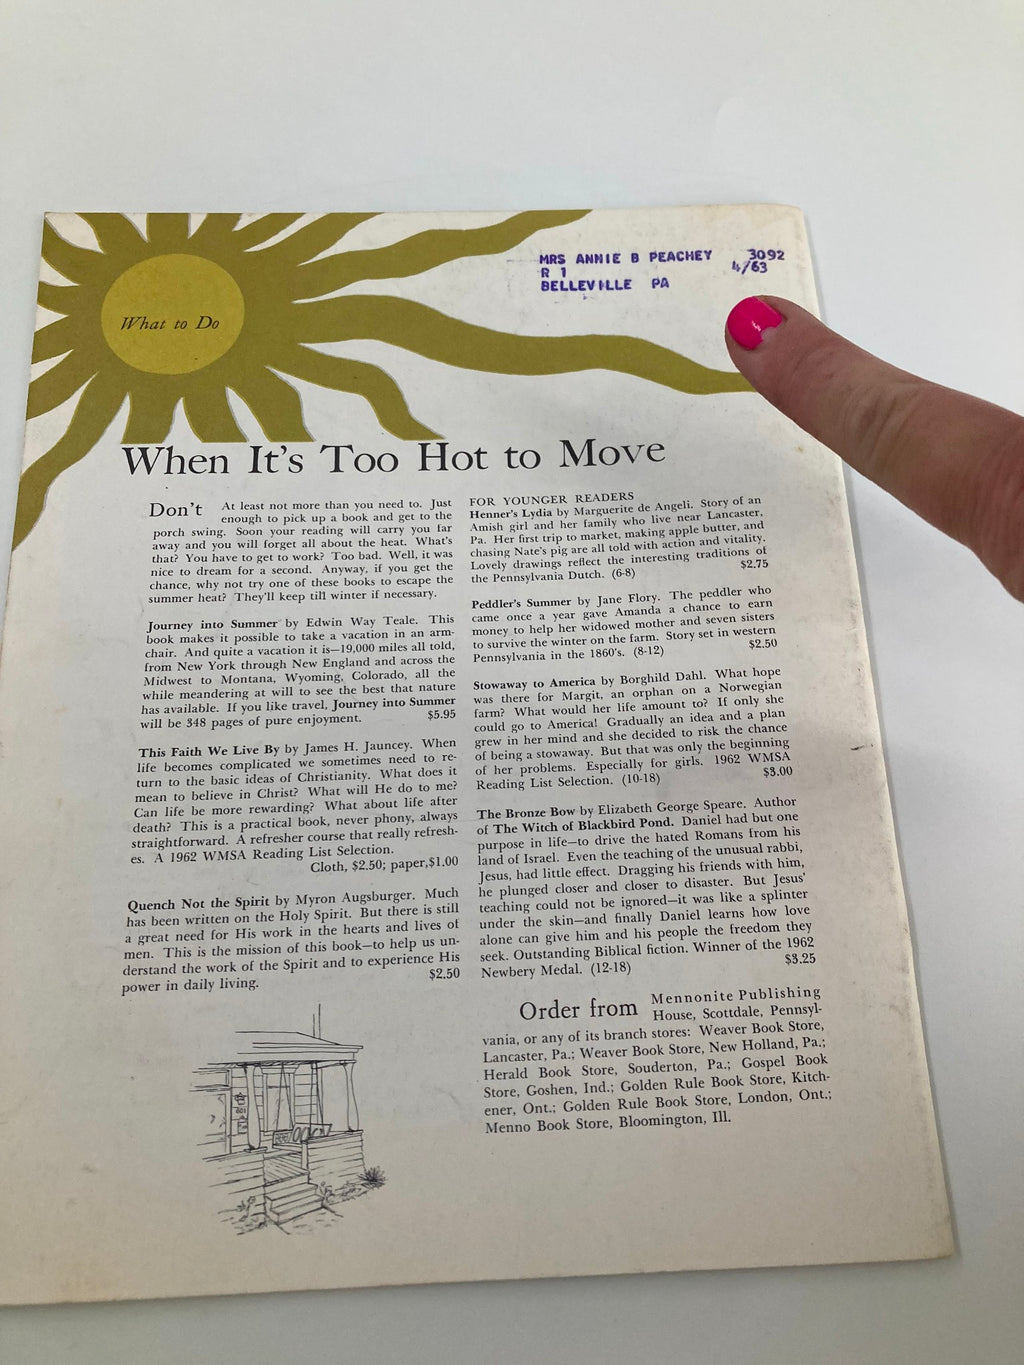 MRS ANNIE B PEACHEY 3092
R 1 4/63
BELLEVILLE PA
What to Do
When It's Too Hot to Move
Don't At least not more than you need to. Just
enough to pick up a book and get to the
porch swing. Soon your reading will carry you far
away and you will forget all about the heat. What's
that? You have to get to work? Too bad. Well, it was
nice to dream for a second. Anyway, if you get the
chance, why not try one of these books to escape the
summer heat? They'll keep till winter if necessary.
Journey into Summer by Edwin Way Teale. This
book makes it possible to take a vacation in an arm-
chair. And quite a vacation it is—19,000 miles all told,
from New York through New England and across the
Midwest to Montana, Wyoming, Colorado, all the
while meandering at will to see the best that nature
has available. If you like travel, Journey into Summer
will be 348 pages of pure enjoyment. $5.95
This Faith We Live By by James H. Jauncey. When
life becomes complicated we sometimes need to re-
turn to the basic ideas of Christianity. What does it
mean to believe in Christ? What will He do to me?
Can life be more rewarding? What about life after
death? This is a practical book, never phony, always
straightforward. A refresher course that really refresh-
es. A 1962 WMSA Reading List Selection.
Cloth, $2.50; paper,$1.00
Quench Not the Spirit by Myron Augsburger. Much
has been written on the Holy Spirit. But there is still
a great need for His work in the hearts and lives of
men. This is the mission of this book—to help us un-
derstand the work of the Spirit and to experience His
power in daily living. $2.50
FOR YOUNGER READERS
Henner's Lydia by Marguerite de Angeli. Story of an
Amish girl and her family who live near Lancaster,
Pa. Her first trip to market, making apple butter, and
chasing Nate's pig are all told with action and vitality.
Lovely drawings reflect the interesting traditions of
the Pennsylvania Dutch. (6-8) $2.75
Peddler's Summer by Jane Flory. The peddler who
came once a year gave Amanda a chance to earn
money to help her widowed mother and seven sisters
to survive the winter on the farm. Story set in western
Pennsylvania in the 1860's. (8-12) $2.50
Stowaway to America by Borghild Dahl. What hope
was there for Margit, an orphan on a Norwegian
farm? What would her life amount to? If only she
could go to America! Gradually an idea and a plan
grew in her mind and she decided to risk the chance
of being a stowaway. But that was only the beginning
of her problems. Especially for girls. 1962 WMSA
Reading List Selection. (10-18) $3.00
The Bronze Bow by Elizabeth George Speare. Author
of The Witch of Blackbird Pond. Daniel had but one
purpose in life—to drive the hated Romans from his
land of Israel. Even the teaching of the unusual rabbi,
Jesus, had little effect. Dragging his friends with him,
he plunged closer and closer to disaster. But Jesus'
teaching could not be ignored—it was like a splinter
under the skin—and finally Daniel learns how love
alone can give him and his people the freedom they
seek. Outstanding Biblical fiction. Winner of the 1962
Newbery Medal. (12-18) $3.25
Order from Mennonite Publishing
House, Scottdale, Pennsyl-
vania, or any of its branch stores: Weaver Book Store,
Lancaster, Pa.; Weaver Book Store, New Holland, Pa.;
Herald Book Store, Souderton, Pa.; Gospel Book
Store, Goshen, Ind.; Golden Rule Book Store, Kitch-
ener, Ont.; Golden Rule Book Store, London, Ont.;
Menno Book Store, Bloomington, Ill.